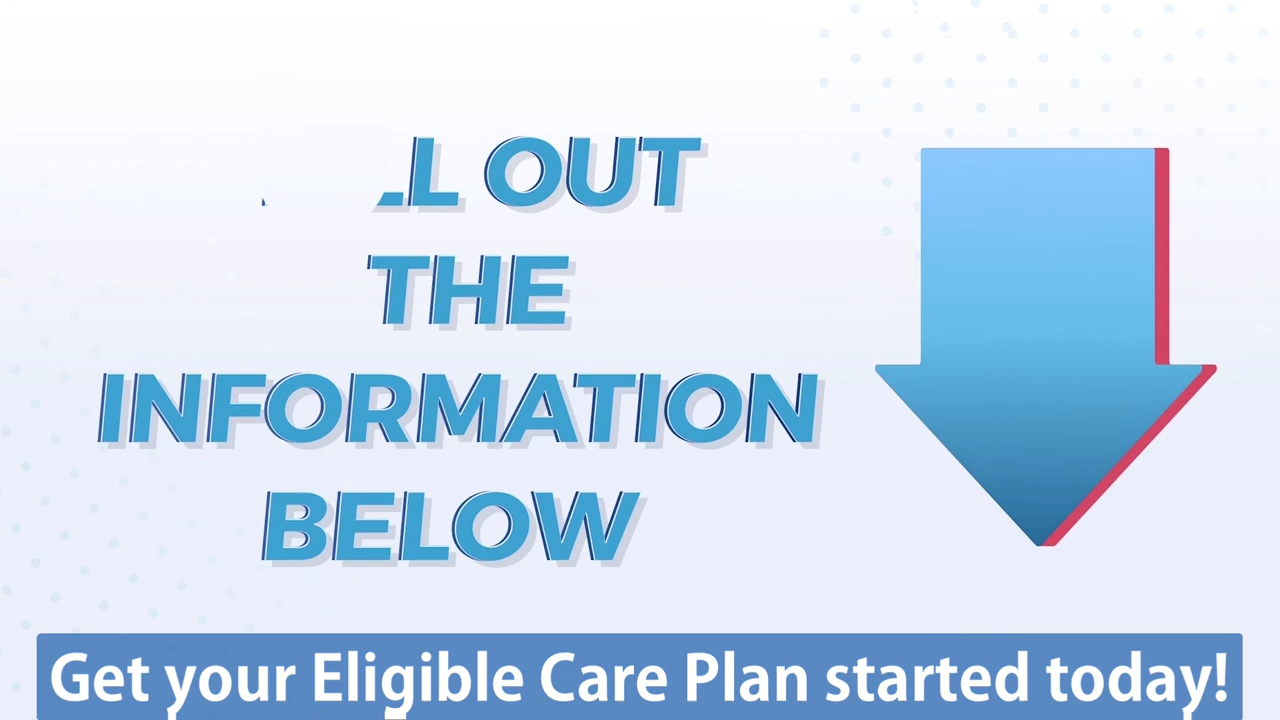 L OUT
THE
INFORMATION
BELOW
Get your Eligible Care Plan started today!